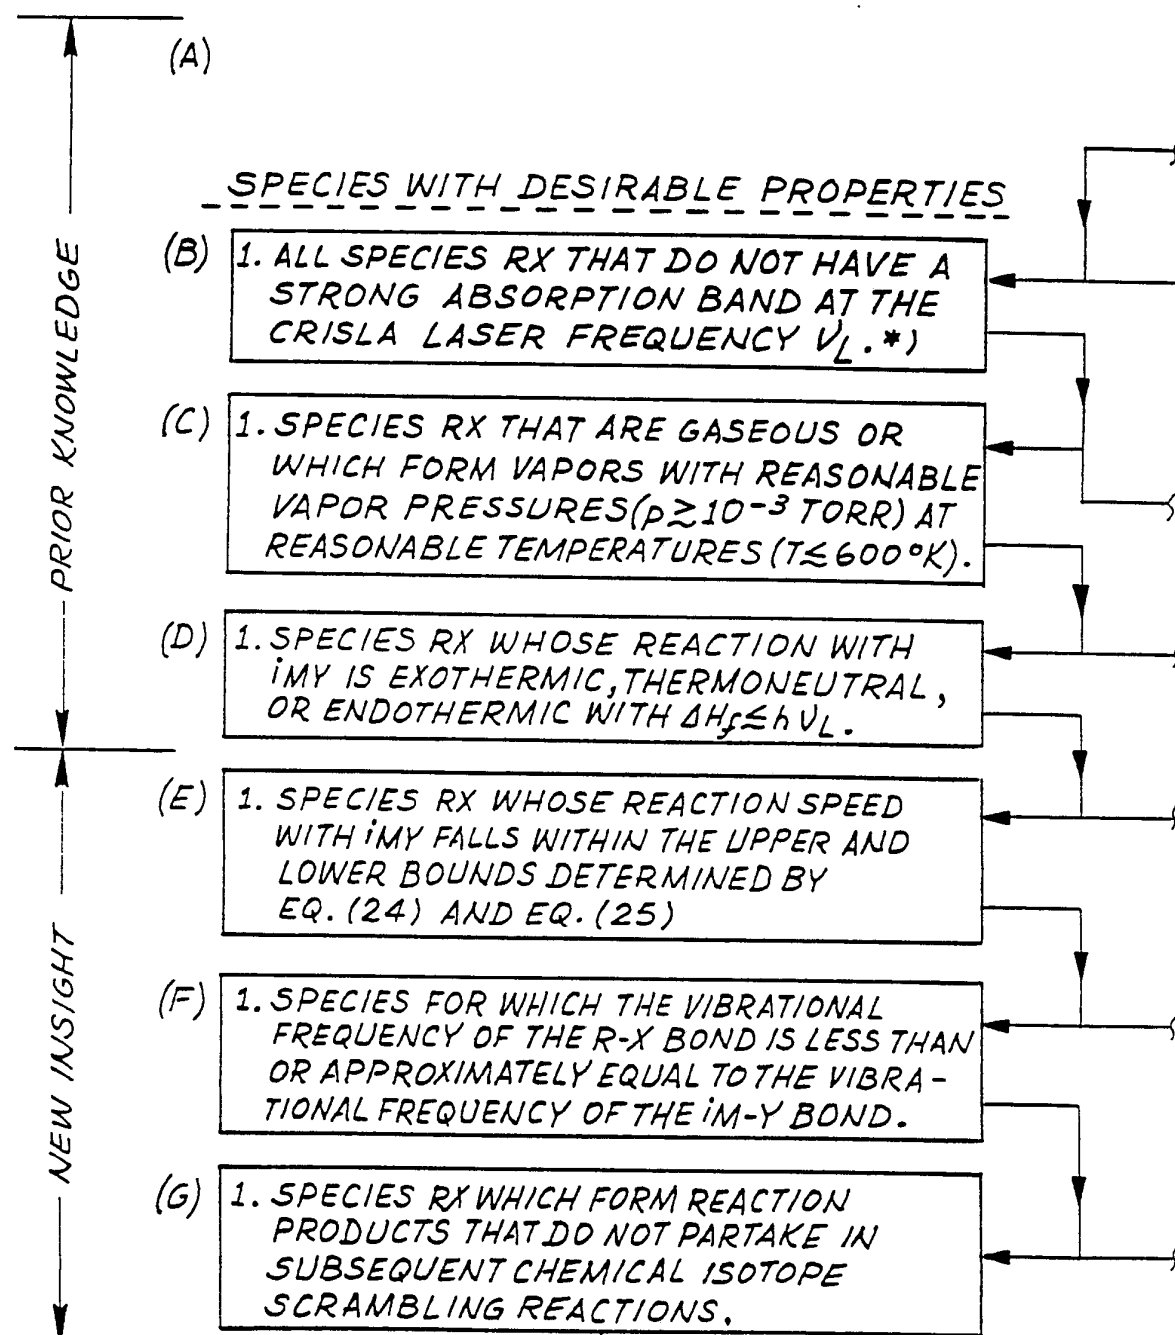 (A)
SPECIES WITH DESIRABLE PROPERTIES
PRIOR KNOWLEDGE
(B) 1. ALL SPECIES RX THAT DO NOT HAVE A
STRONG ABSORPTION BAND AT THE
CRISLA LASER FREQUENCY νL.*)
(C) 1. SPECIES RX THAT ARE GASEOUS OR
WHICH FORM VAPORS WITH REASONABLE
VAPOR PRESSURES (p≳10⁻³ TORR) AT
REASONABLE TEMPERATURES (T≲600°K).
(D) 1. SPECIES RX WHOSE REACTION WITH
iMY IS EXOTHERMIC, THERMONEUTRAL,
OR ENDOTHERMIC WITH ΔHf≲hνL.
NEW INSIGHT
(E) 1. SPECIES RX WHOSE REACTION SPEED
WITH iMY FALLS WITHIN THE UPPER AND
LOWER BOUNDS DETERMINED BY
EQ. (24) AND EQ. (25)
(F) 1. SPECIES FOR WHICH THE VIBRATIONAL
FREQUENCY OF THE R-X BOND IS LESS THAN
OR APPROXIMATELY EQUAL TO THE VIBRA-
TIONAL FREQUENCY OF THE iM-Y BOND.
(G) 1. SPECIES RX WHICH FORM REACTION
PRODUCTS THAT DO NOT PARTAKE IN
SUBSEQUENT CHEMICAL ISOTOPE
SCRAMBLING REACTIONS.